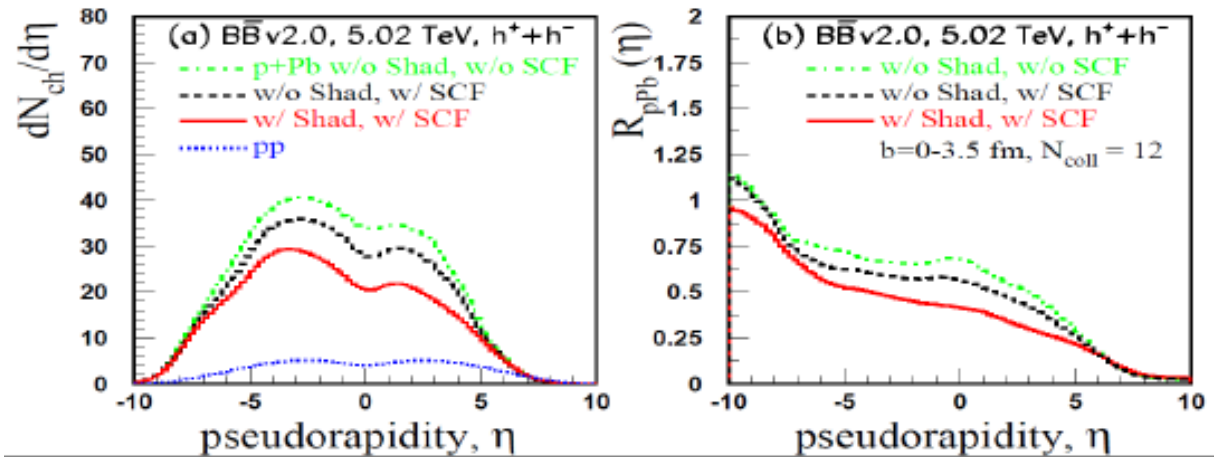 (a) BB̅ v2.0, 5.02 TeV, h⁺+h⁻
p+Pb w/o Shad, w/o SCF
w/o Shad, w/ SCF
w/ Shad, w/ SCF
pp
dN_ch/dη
80
70
60
50
40
30
20
10
0
-10 -5 0 5 10
pseudorapidity, η
(b) BB̅ v2.0, 5.02 TeV, h⁺+h⁻
w/o Shad, w/o SCF
w/o Shad, w/ SCF
w/ Shad, w/ SCF
b=0-3.5 fm, N_coll = 12
R_pPb (η)
2
1.75
1.5
1.25
1
0.75
0.5
0.25
0
-10 -5 0 5 10
pseudorapidity, η